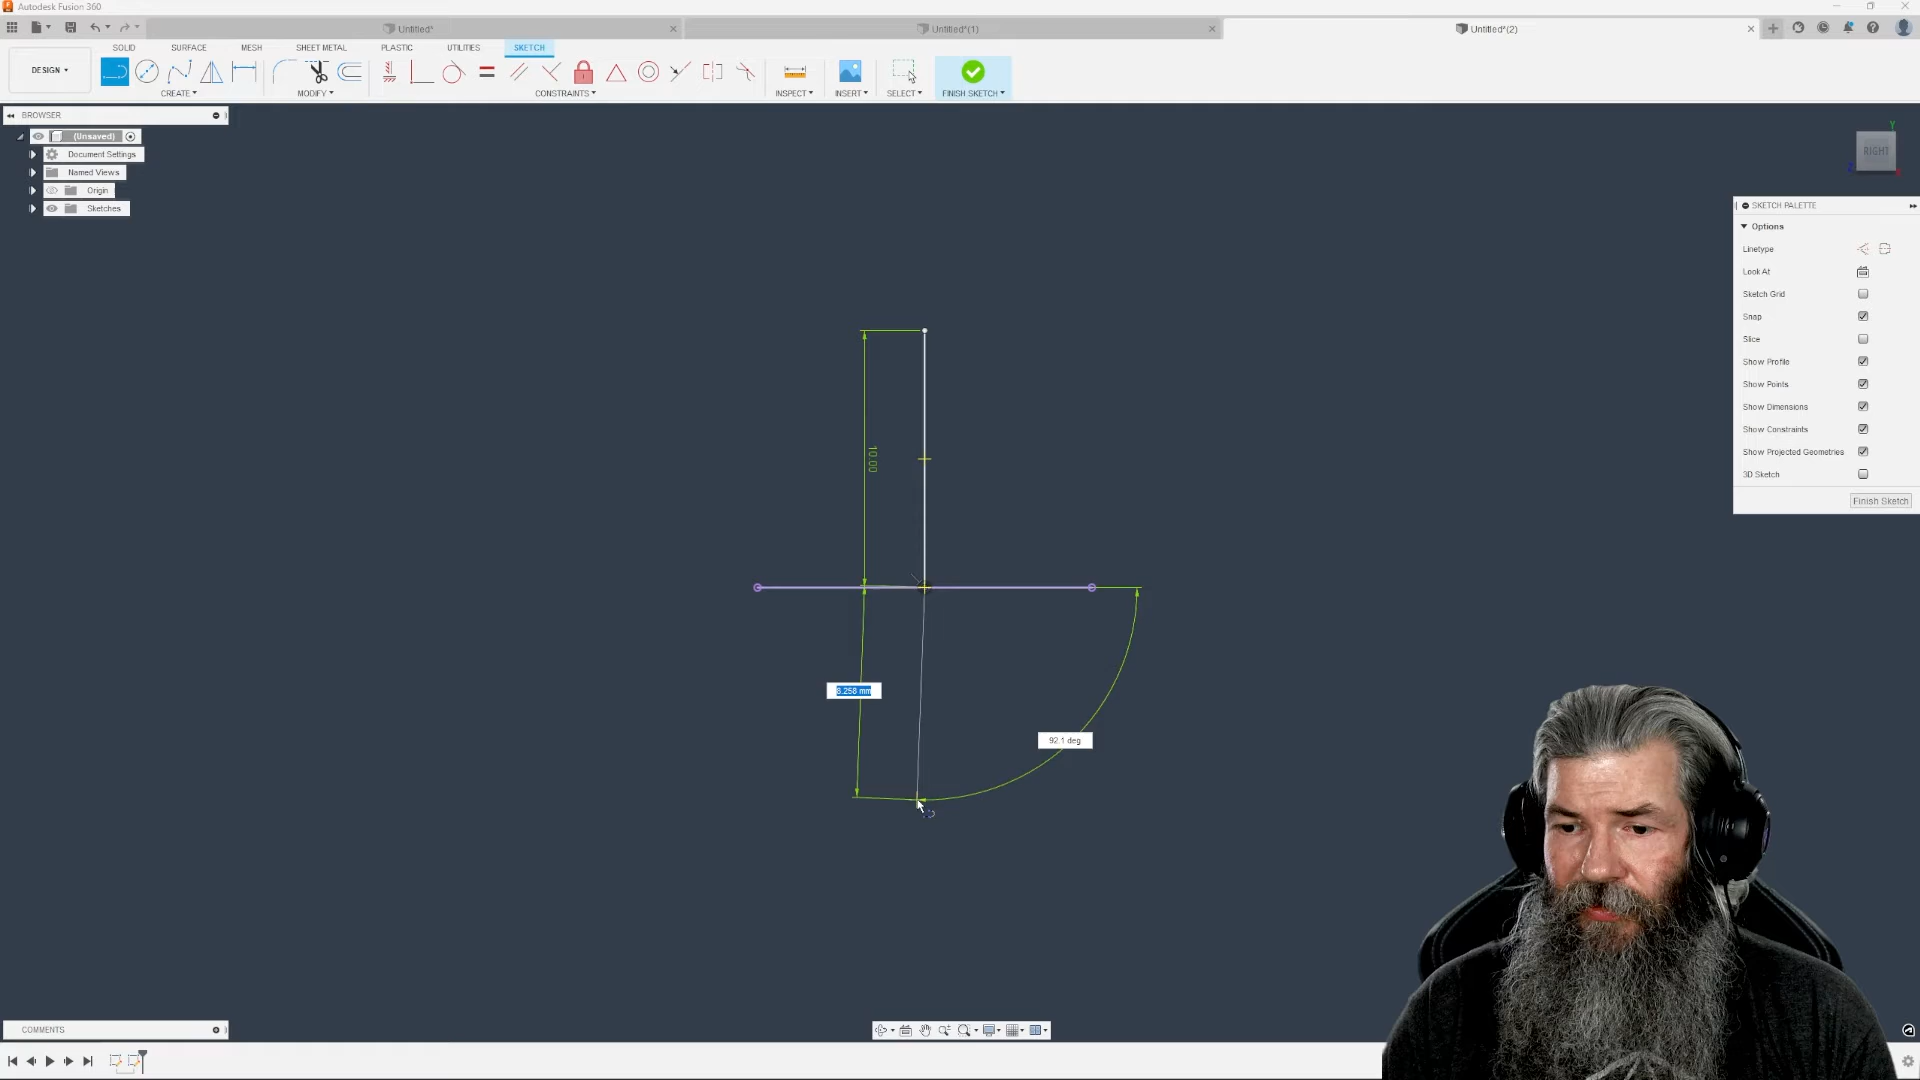 Autodesk Fusion 360
Untitled*
Untitled*(1)
Untitled*(2)
DESIGN
SOLID
SURFACE
MESH
SHEET METAL
PLASTIC
UTILITIES
SKETCH
CREATE
MODIFY
CONSTRAINTS
INSPECT
INSERT
SELECT
FINISH SKETCH
BROWSER
(Unsaved)
Document Settings
Named Views
Origin
Sketches
Y
RIGHT
SKETCH PALETTE
Options
Linetype
Look At
Sketch Grid
Snap
Slice
Show Profile
Show Points
Show Dimensions
Show Constraints
Show Projected Geometries
3D Sketch
Finish Sketch
10.00
8.258 mm
92.1 deg
COMMENTS